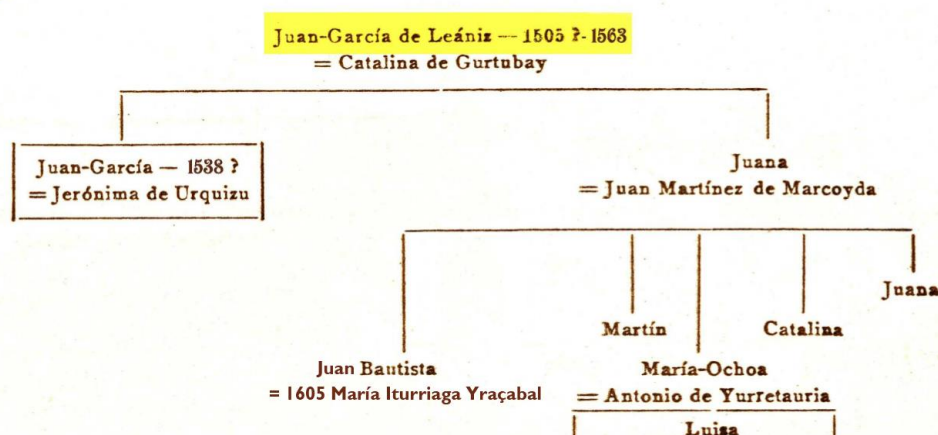 Juan-García de Leániz — 1505 ?- 1563
= Catalina de Gurtubay
Juan-García — 1538 ?
= Jerónima de Urquizu
Juana
= Juan Martínez de Marcoyda
Juana
Martín
Catalina
Juan Bautista
= 1605 María Iturriaga Yraçabal
María-Ochoa
= Antonio de Yurretauria
Luisa